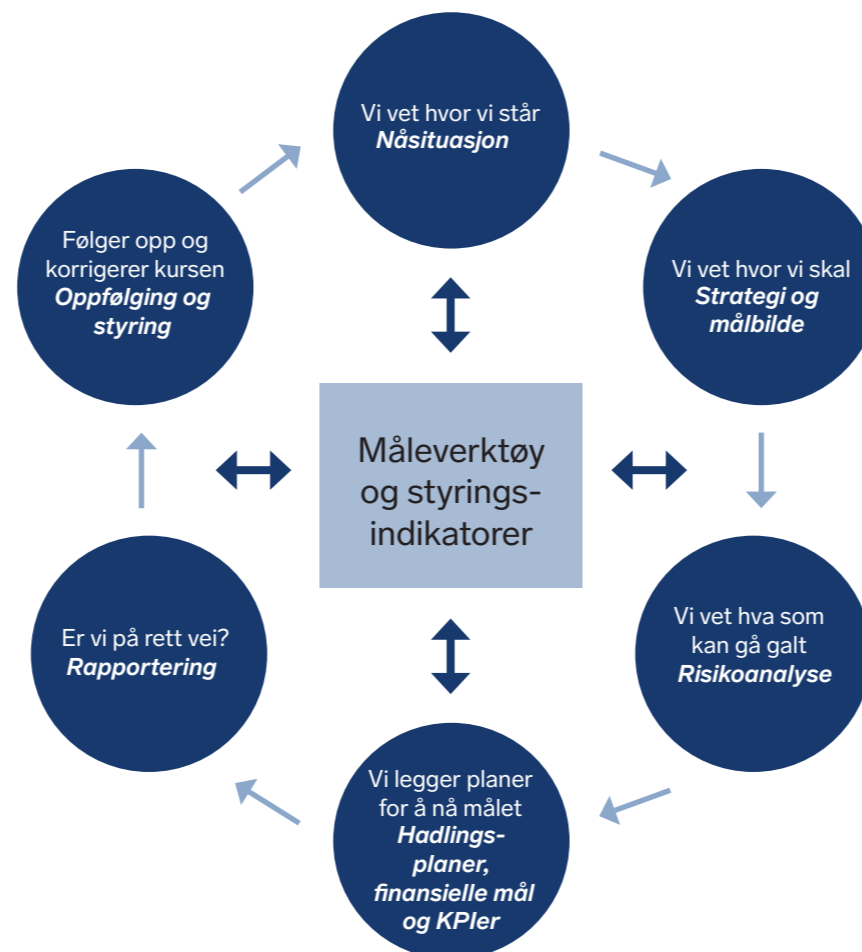 Vi vet hvor vi står
Nåsituasjon
Vi vet hvor vi skal
Strategi og
målbilde
Vi vet hva som
kan gå galt
Risikoanalyse
Vi legger planer
for å nå målet
Hadlings-
planer,
finansielle mål
og KPIer
Er vi på rett vei?
Rapportering
Følger opp og
korrigerer kursen
Oppfølging og
styring
Måleverktøy
og styrings-
indikatorer